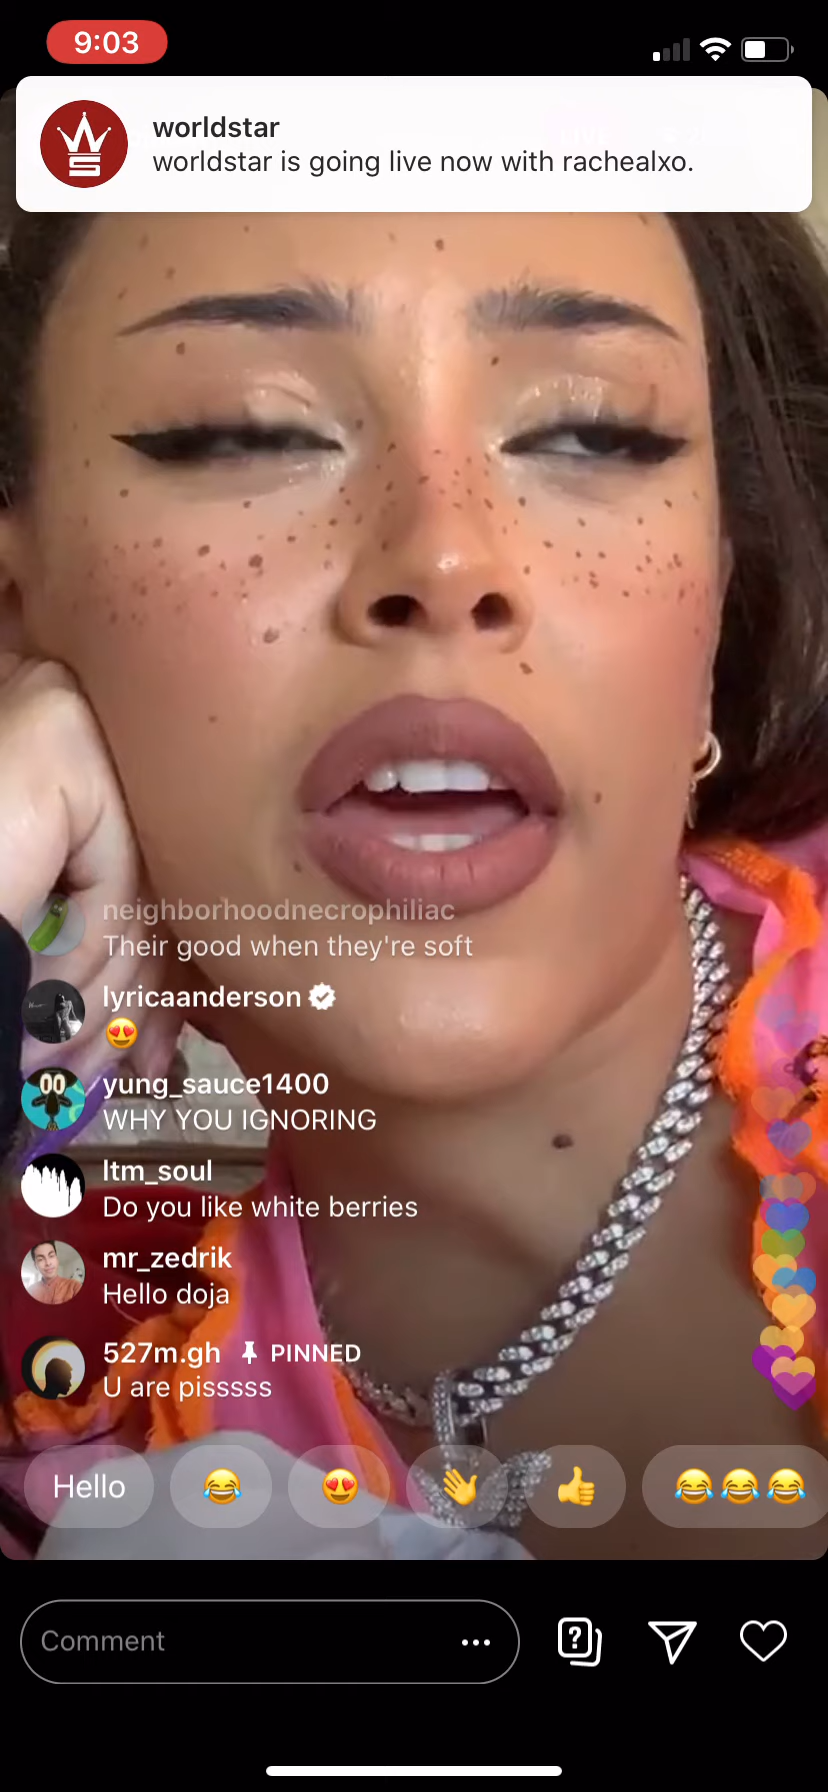 9:03
worldstar
worldstar is going live now with rachealxo.
neighborhoodnecrophiliac
Their good when they're soft
lyricaanderson
😍
yung_sauce1400
WHY YOU IGNORING
ltm_soul
Do you like white berries
mr_zedrik
Hello doja
527m.gh PINNED
U are pisssss
Hello 😂 😍 👋 👍 😂😂😂
Comment